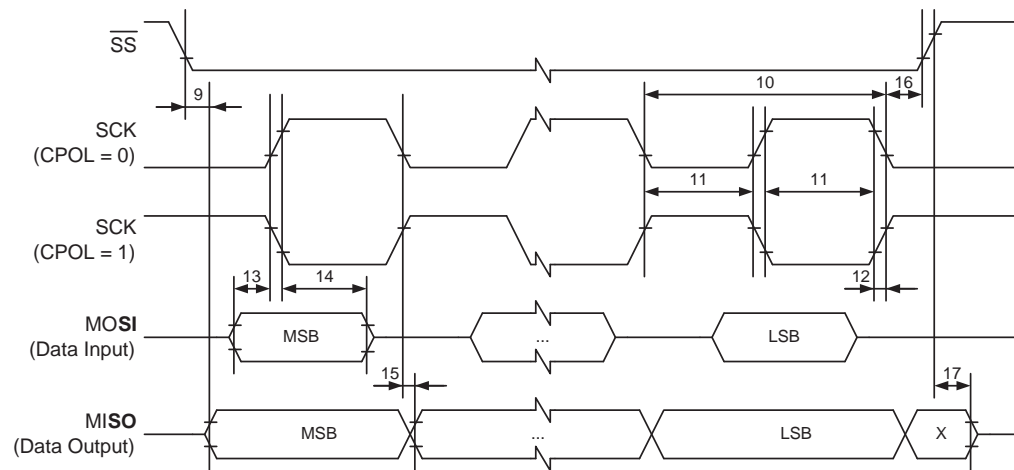 SS
10
9
16
SCK
(CPOL = 0)
11
11
SCK
(CPOL = 1)
13
14
12
MOSI
(Data Input)
MSB
...
LSB
15
17
MISO
(Data Output)
MSB
...
LSB
X